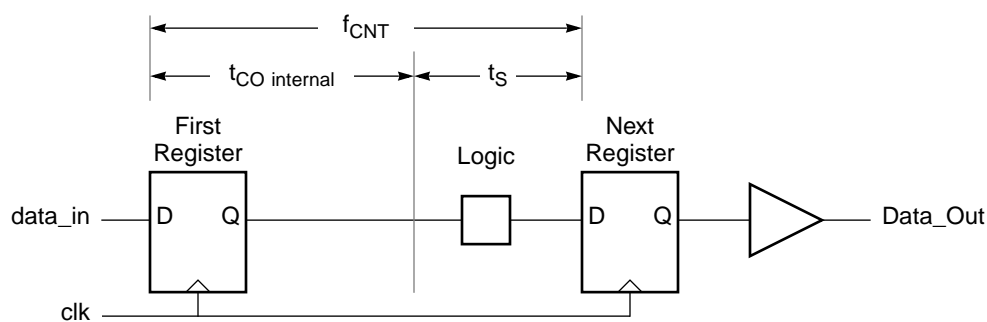 fCNT
tCO internal
tS
First
Register
Logic
Next
Register
data_in
D
Q
D
Q
Data_Out
clk